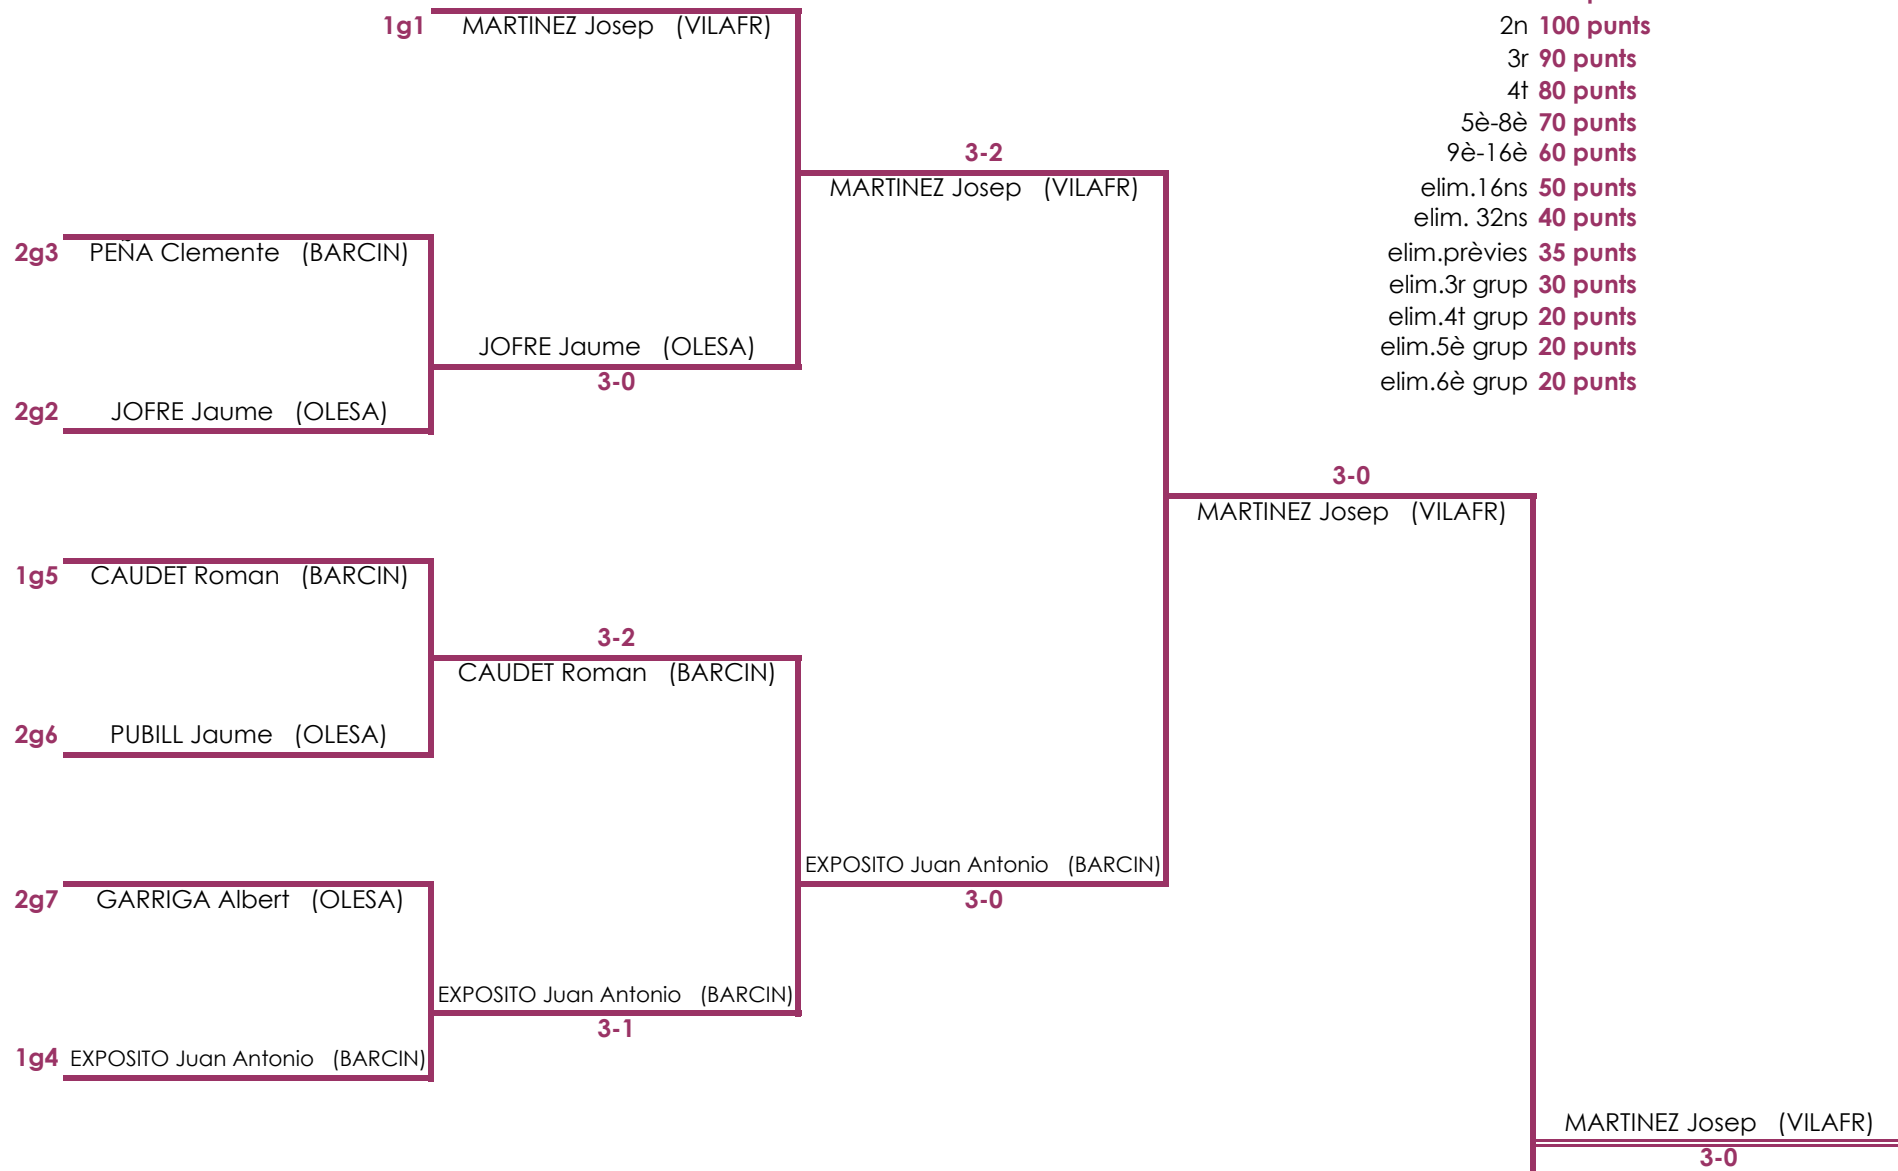 1g1 MARTINEZ Josep (VILAFR)
2n 100 punts
3r 90 punts
4t 80 punts
5è-8è 70 punts
3-2
9è-16è 60 punts
MARTINEZ Josep (VILAFR)
elim.16ns 50 punts
elim. 32ns 40 punts
2g3 PEÑA Clemente (BARCIN)
elim.prèvies 35 punts
elim.3r grup 30 punts
elim.4t grup 20 punts
JOFRE Jaume (OLESA)
elim.5è grup 20 punts
3-0
elim.6è grup 20 punts
2g2 JOFRE Jaume (OLESA)
3-0
MARTINEZ Josep (VILAFR)
1g5 CAUDET Roman (BARCIN)
3-2
CAUDET Roman (BARCIN)
2g6 PUBILL Jaume (OLESA)
EXPOSITO Juan Antonio (BARCIN)
3-0
2g7 GARRIGA Albert (OLESA)
EXPOSITO Juan Antonio (BARCIN)
3-1
1g4 EXPOSITO Juan Antonio (BARCIN)
MARTINEZ Josep (VILAFR)
3-0